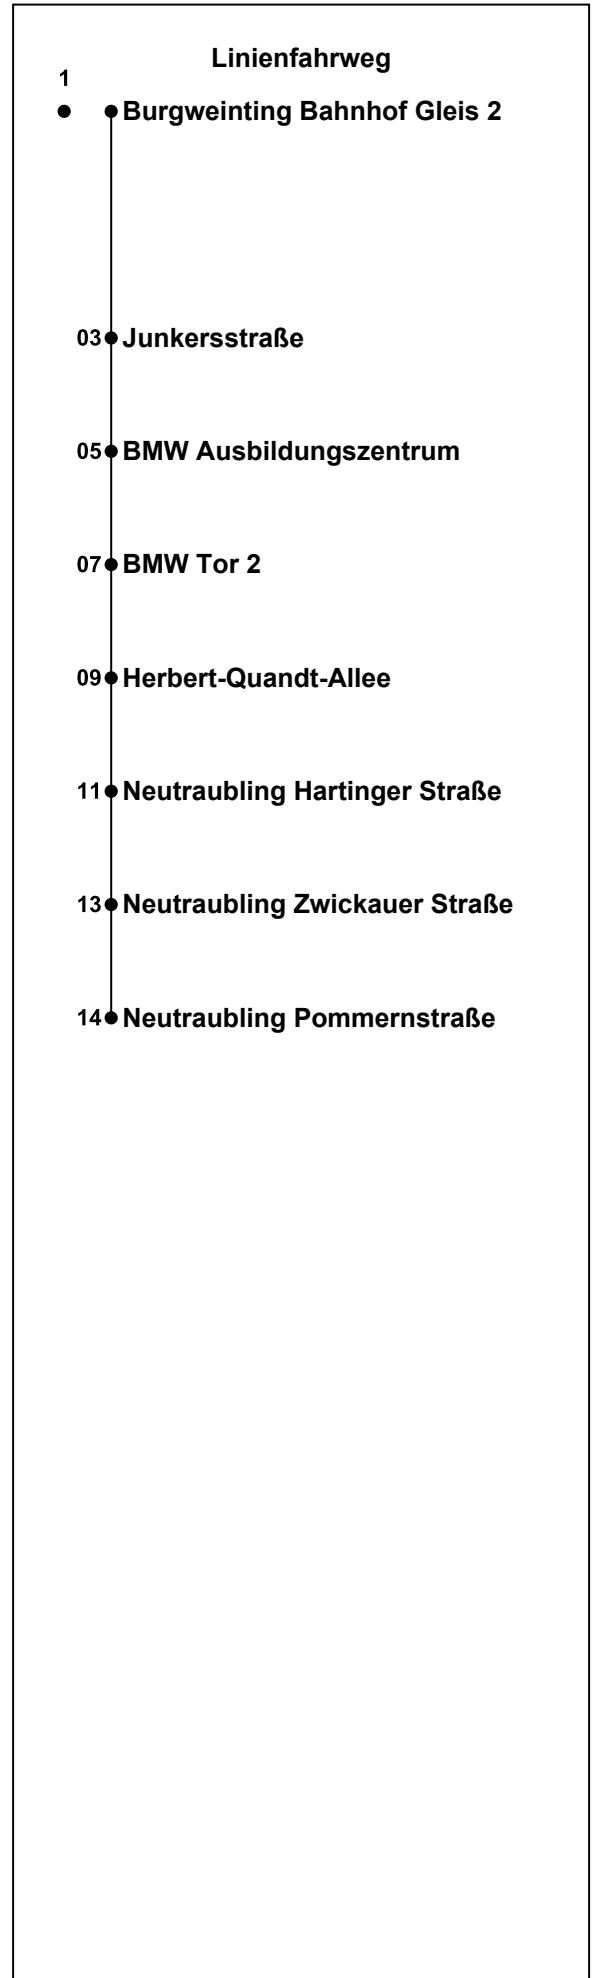 Linienfahrweg
1
Burgweinting Bahnhof Gleis 2
03 Junkersstraße
05 BMW Ausbildungszentrum
07 BMW Tor 2
09 Herbert-Quandt-Allee
11 Neutraubling Hartinger Straße
13 Neutraubling Zwickauer Straße
14 Neutraubling Pommernstraße